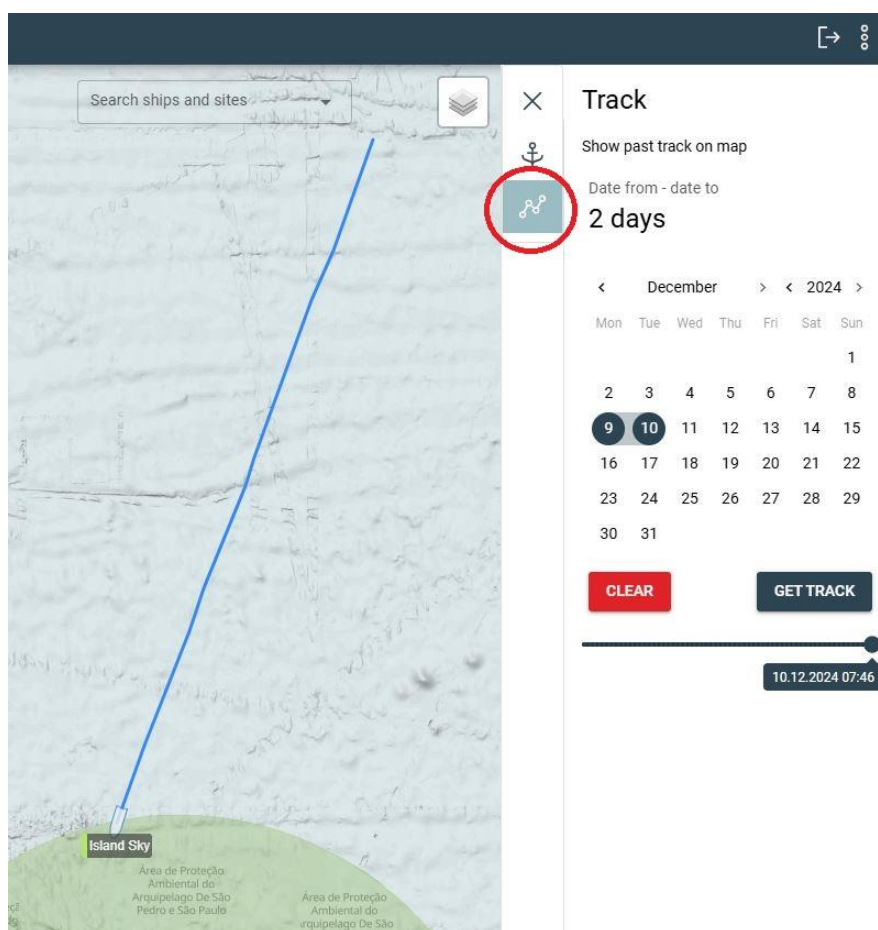 Search ships and sites
Track
Show past track on map
Date from - date to
2 days
December 2024
Mon Tue Wed Thu Fri Sat Sun
1
2 3 4 5 6 7 8
9 10 11 12 13 14 15
16 17 18 19 20 21 22
23 24 25 26 27 28 29
30 31
CLEAR GET TRACK
10.12.2024 07:46
Island Sky
Área de Proteção
Ambiental do
Arquipelago De São
Pedro e São Paulo
Área de Proteção
Ambiental do
rquipelago De São